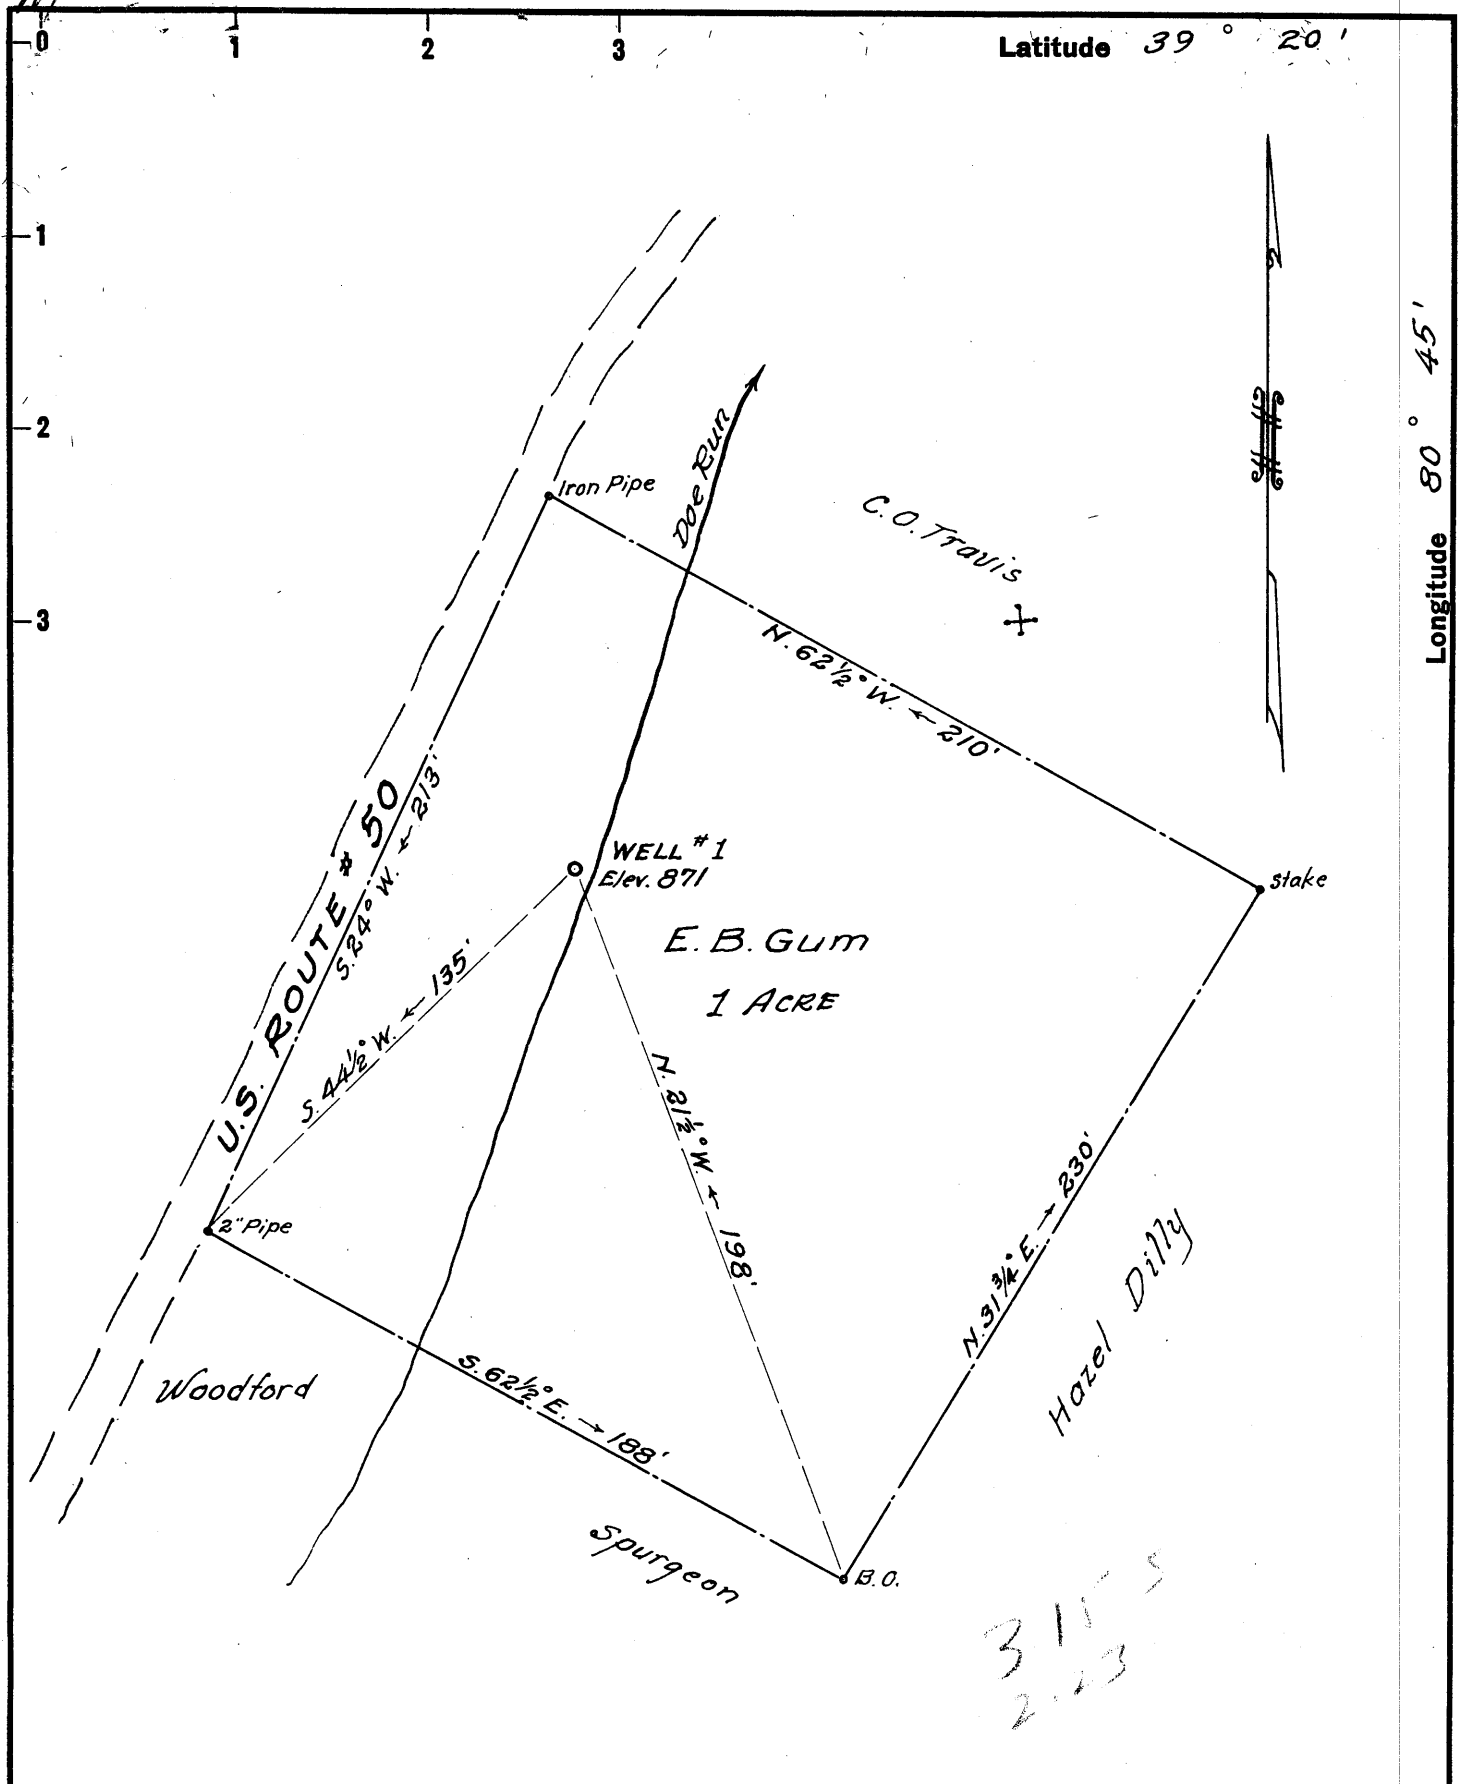 0 1 2 3
Latitude 39° 20'
1
2
3
Longitude 80° 45'
Iron Pipe
Doe Run
C.O. Travis
N. 62½° W. ← 210'
S. 24° W. ← 213'
U.S. ROUTE # 50
WELL #1
Elev. 871
Stake
E.B. Gum
1 ACRE
S. 44½° W. ← 135'
N. 21½° W. ← 198'
2" Pipe
N. 31¾° E. → 230'
Hazel Dilly
Woodford
S. 62½° E. → 188'
Spurgeon
B.O.